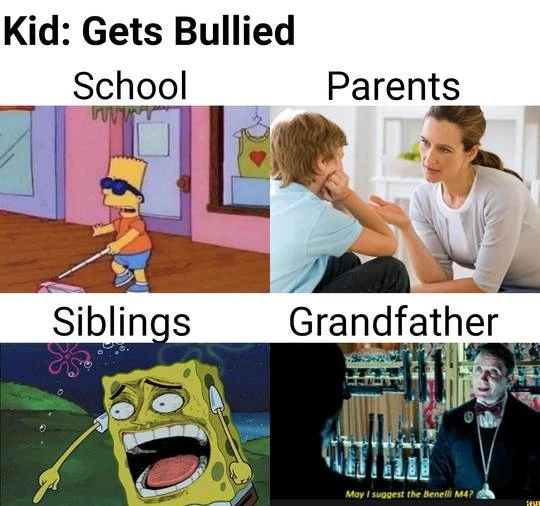 Kid: Gets Bullied
School
Parents
Siblings
Grandfather
May I suggest the Benelli M4?